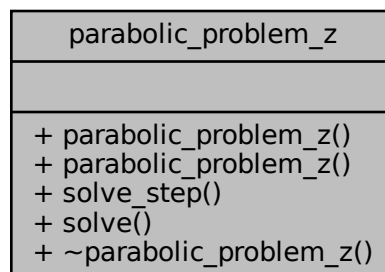 parabolic_problem_z
+ parabolic_problem_z()
+ parabolic_problem_z()
+ solve_step()
+ solve()
+ ~parabolic_problem_z()